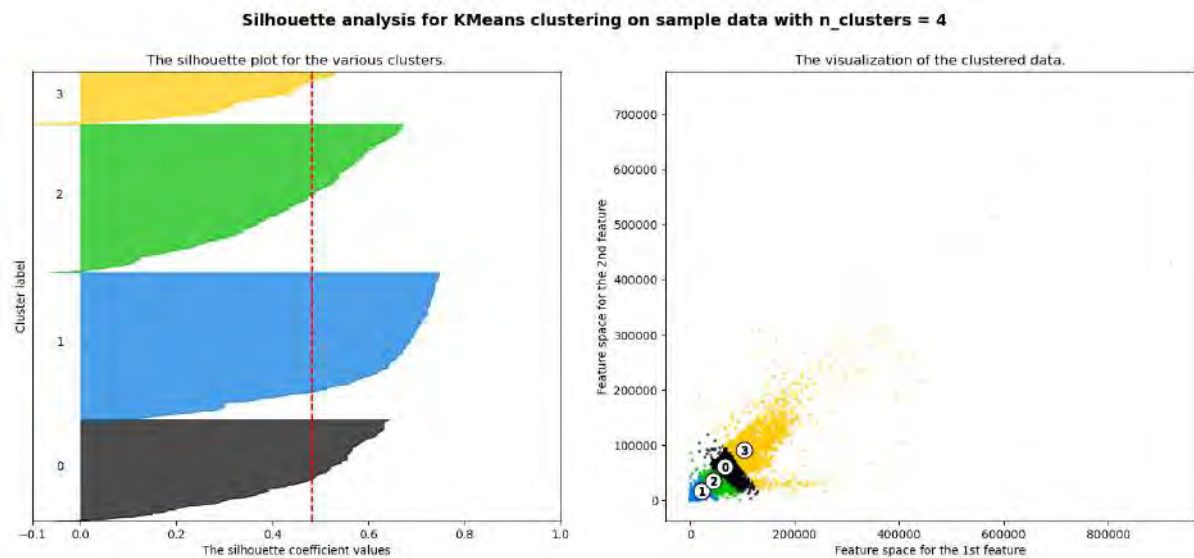 Silhouette analysis for KMeans clustering on sample data with n_clusters = 4
The silhouette plot for the various clusters.
3
2
1
0
Cluster label
−0.1 0.0 0.2 0.4 0.6 0.8 1.0
The silhouette coefficient values
The visualization of the clustered data.
700000
600000
500000
400000
300000
200000
100000
0
Feature space for the 2nd feature
3
0
2
1
0 200000 400000 600000 800000
Feature space for the 1st feature